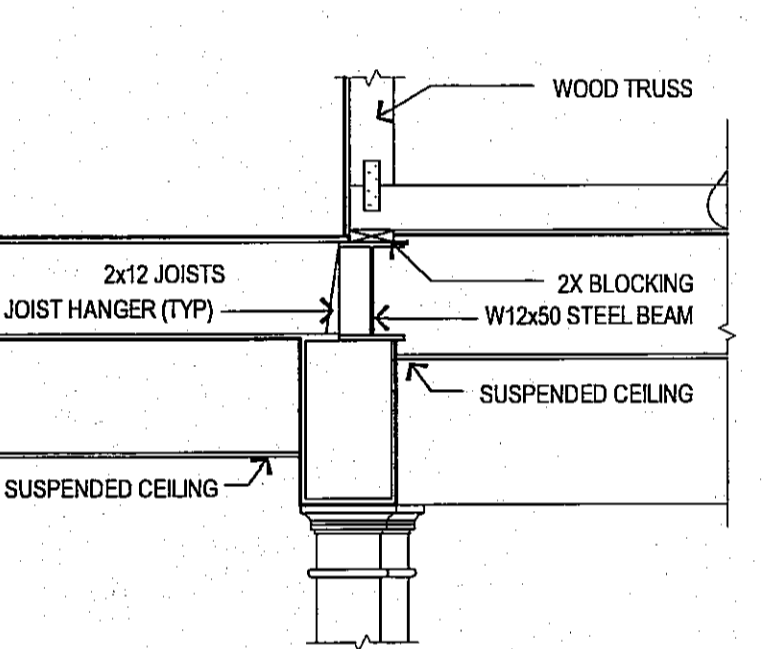 WOOD TRUSS
2x12 JOISTS
2X BLOCKING
JOIST HANGER (TYP)
W12x50 STEEL BEAM
SUSPENDED CEILING
SUSPENDED CEILING